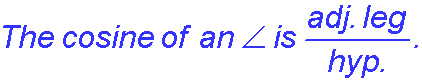 The cosine of an ∠ is adj. leg / hyp. .